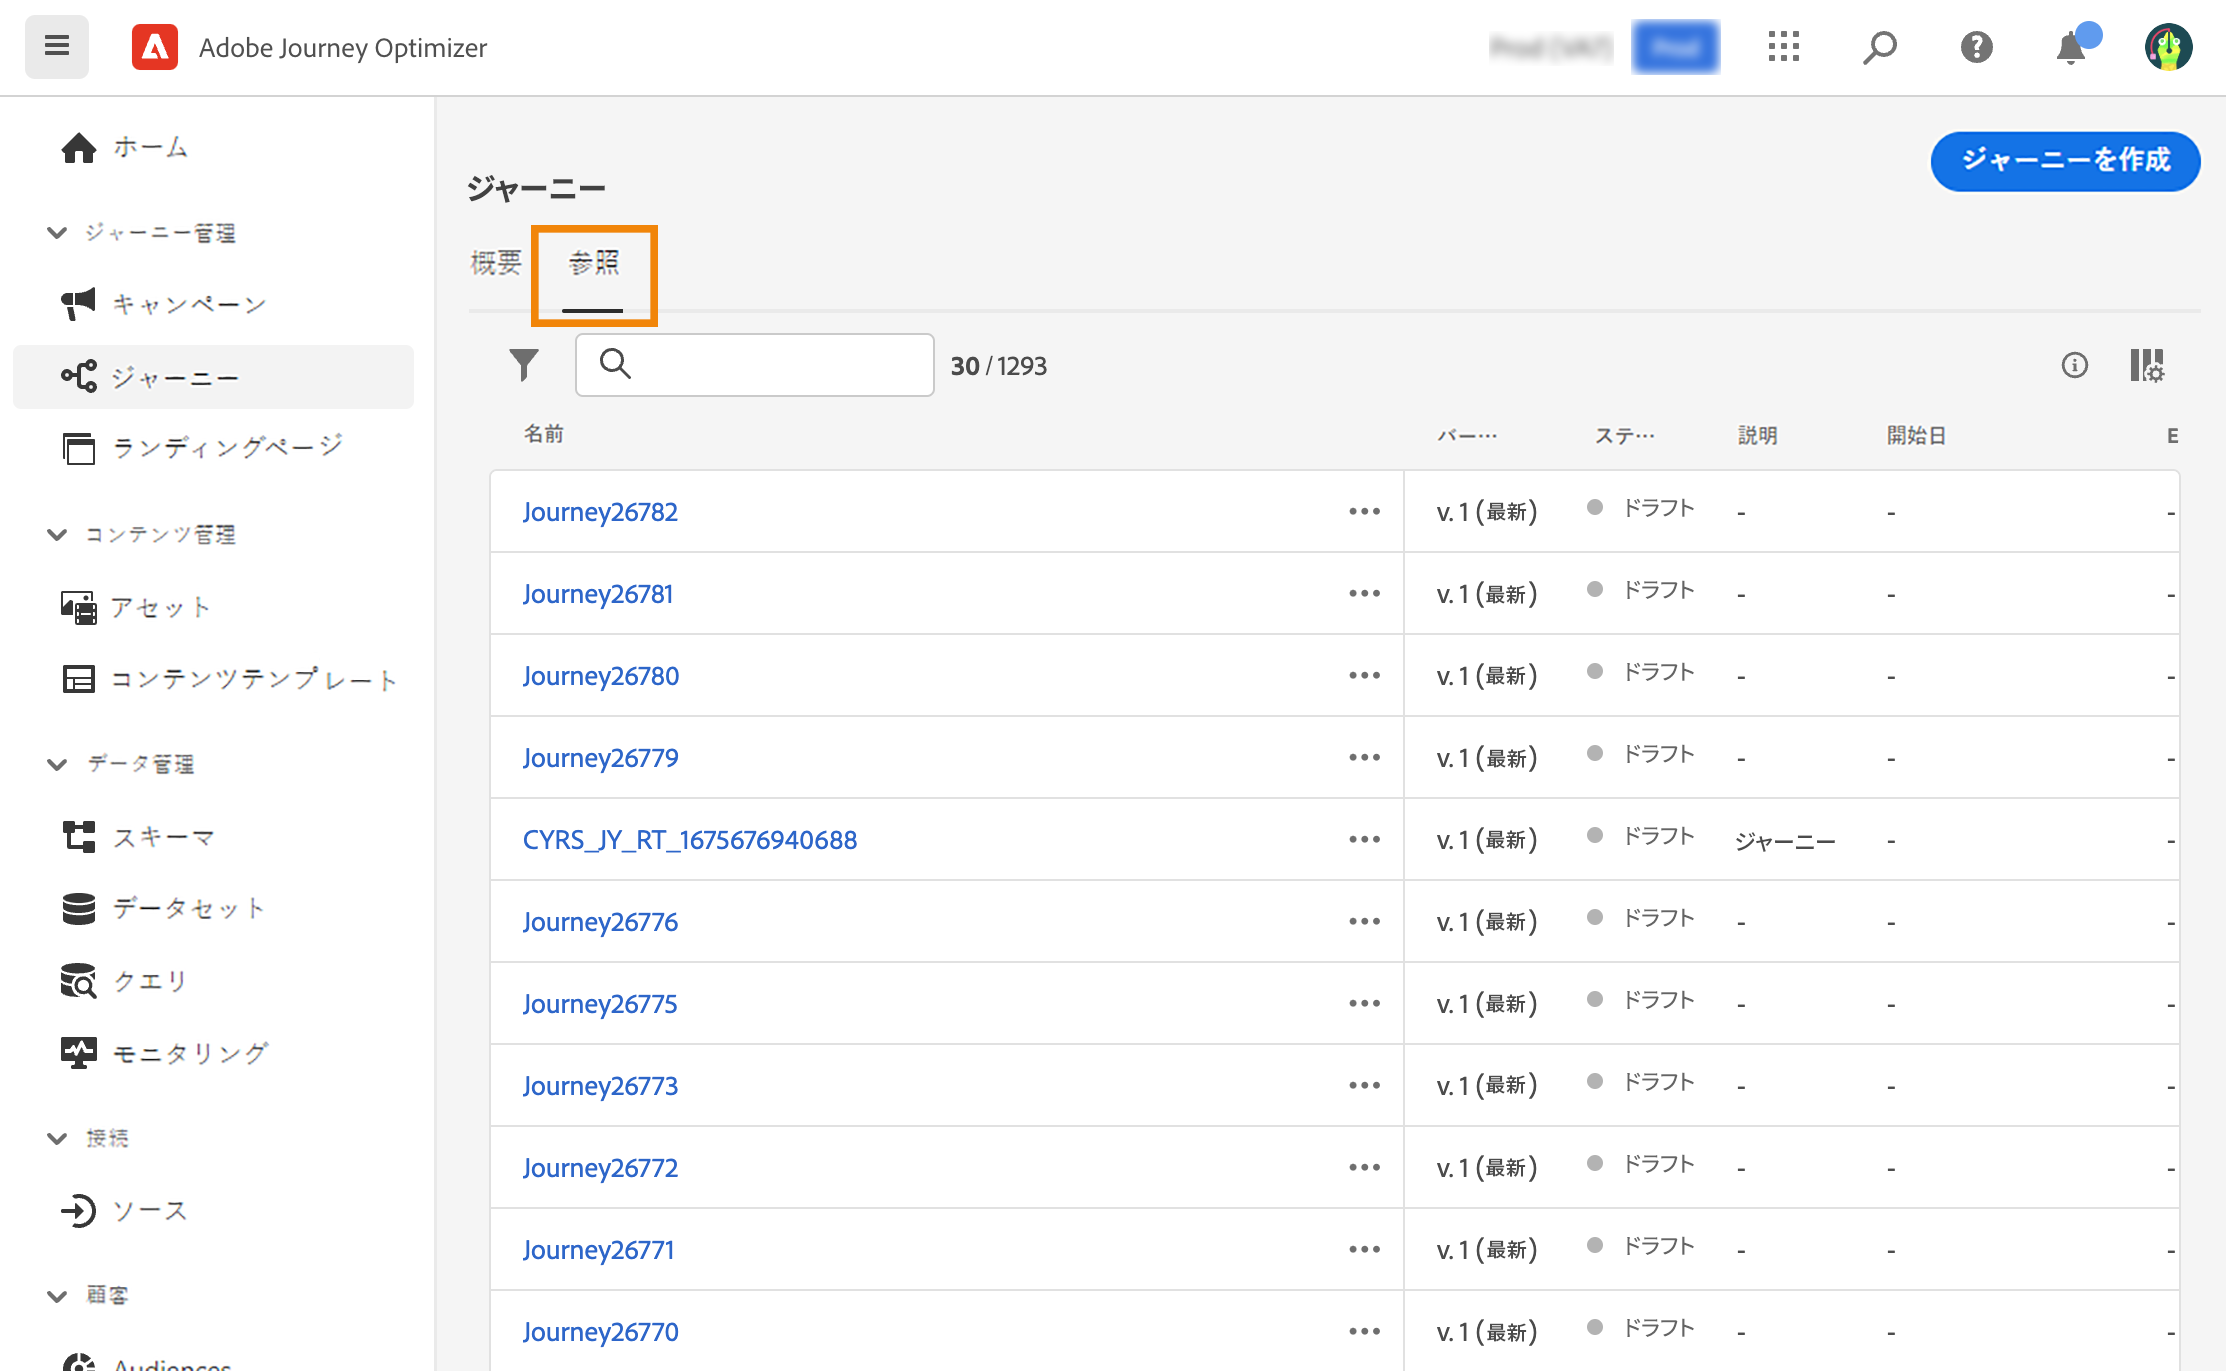 Adobe Journey Optimizer
ホーム
ジャーニー管理
キャンペーン
ジャーニー
ランディングページ
コンテンツ管理
アセット
コンテンツテンプレート
データ管理
スキーマ
データセット
クエリ
モニタリング
接続
ソース
顧客
Audiences
ジャーニー
ジャーニーを作成
概要 参照
30 / 1293
名前 バー… ステ… 説明 開始日 E
Journey26782 ••• v. 1 (最新) ドラフト - - -
Journey26781 ••• v. 1 (最新) ドラフト - - -
Journey26780 ••• v. 1 (最新) ドラフト - - -
Journey26779 ••• v. 1 (最新) ドラフト - - -
CYRS_JY_RT_1675676940688 ••• v. 1 (最新) ドラフト ジャーニー - -
Journey26776 ••• v. 1 (最新) ドラフト - - -
Journey26775 ••• v. 1 (最新) ドラフト - - -
Journey26773 ••• v. 1 (最新) ドラフト - - -
Journey26772 ••• v. 1 (最新) ドラフト - - -
Journey26771 ••• v. 1 (最新) ドラフト - - -
Journey26770 ••• v. 1 (最新) ドラフト - - -